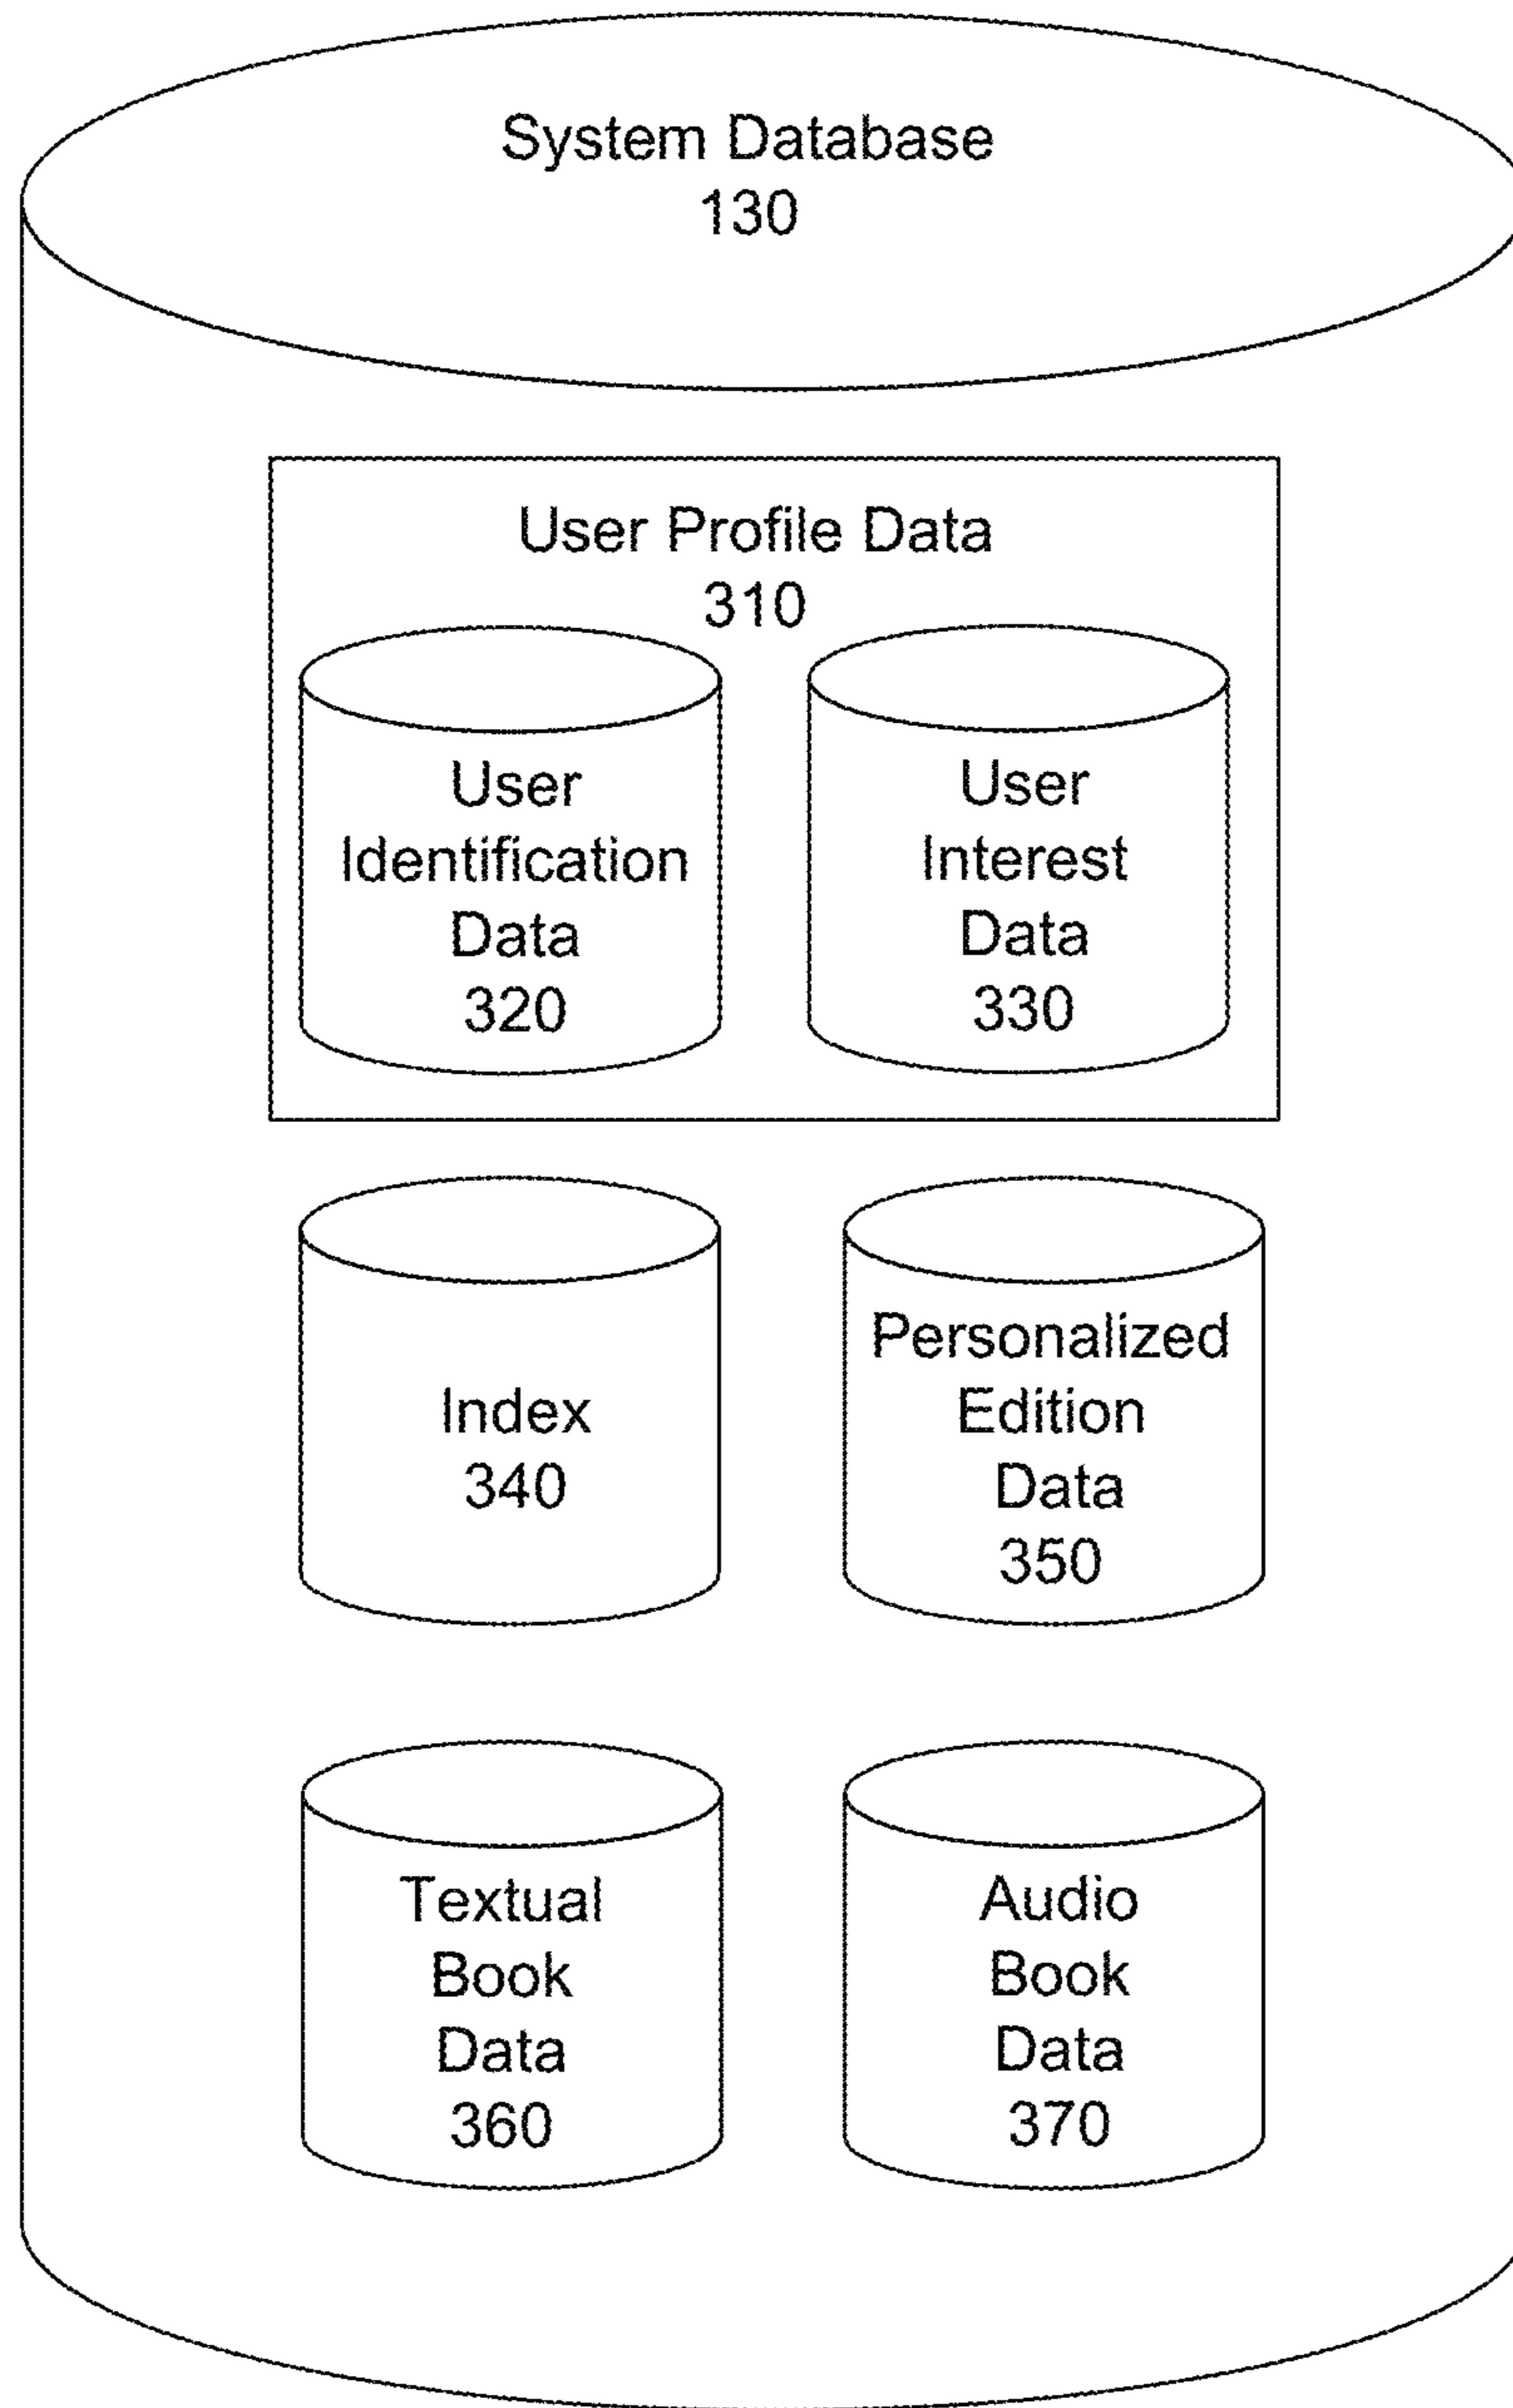 System Database
130
User Profile Data
310
User
Identification
Data
320
User
Interest
Data
330
Index
340
Personalized
Edition
Data
350
Textual
Book
Data
360
Audio
Book
Data
370